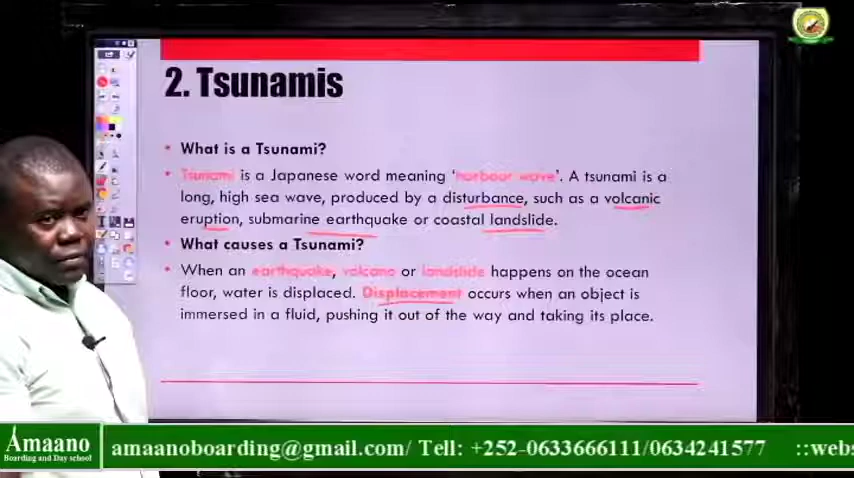 2. Tsunamis
• What is a Tsunami?
• Tsunami is a Japanese word meaning 'harbour wave'. A tsunami is a
long, high sea wave, produced by a disturbance, such as a volcanic
eruption, submarine earthquake or coastal landslide.
• What causes a Tsunami?
• When an earthquake, volcano or landslide happens on the ocean
floor, water is displaced. Displacement occurs when an object is
immersed in a fluid, pushing it out of the way and taking its place.
Amaano
Boarding and Day school
amaanoboarding@gmail.com/ Tell: +252-0633666111/0634241577 ::webs